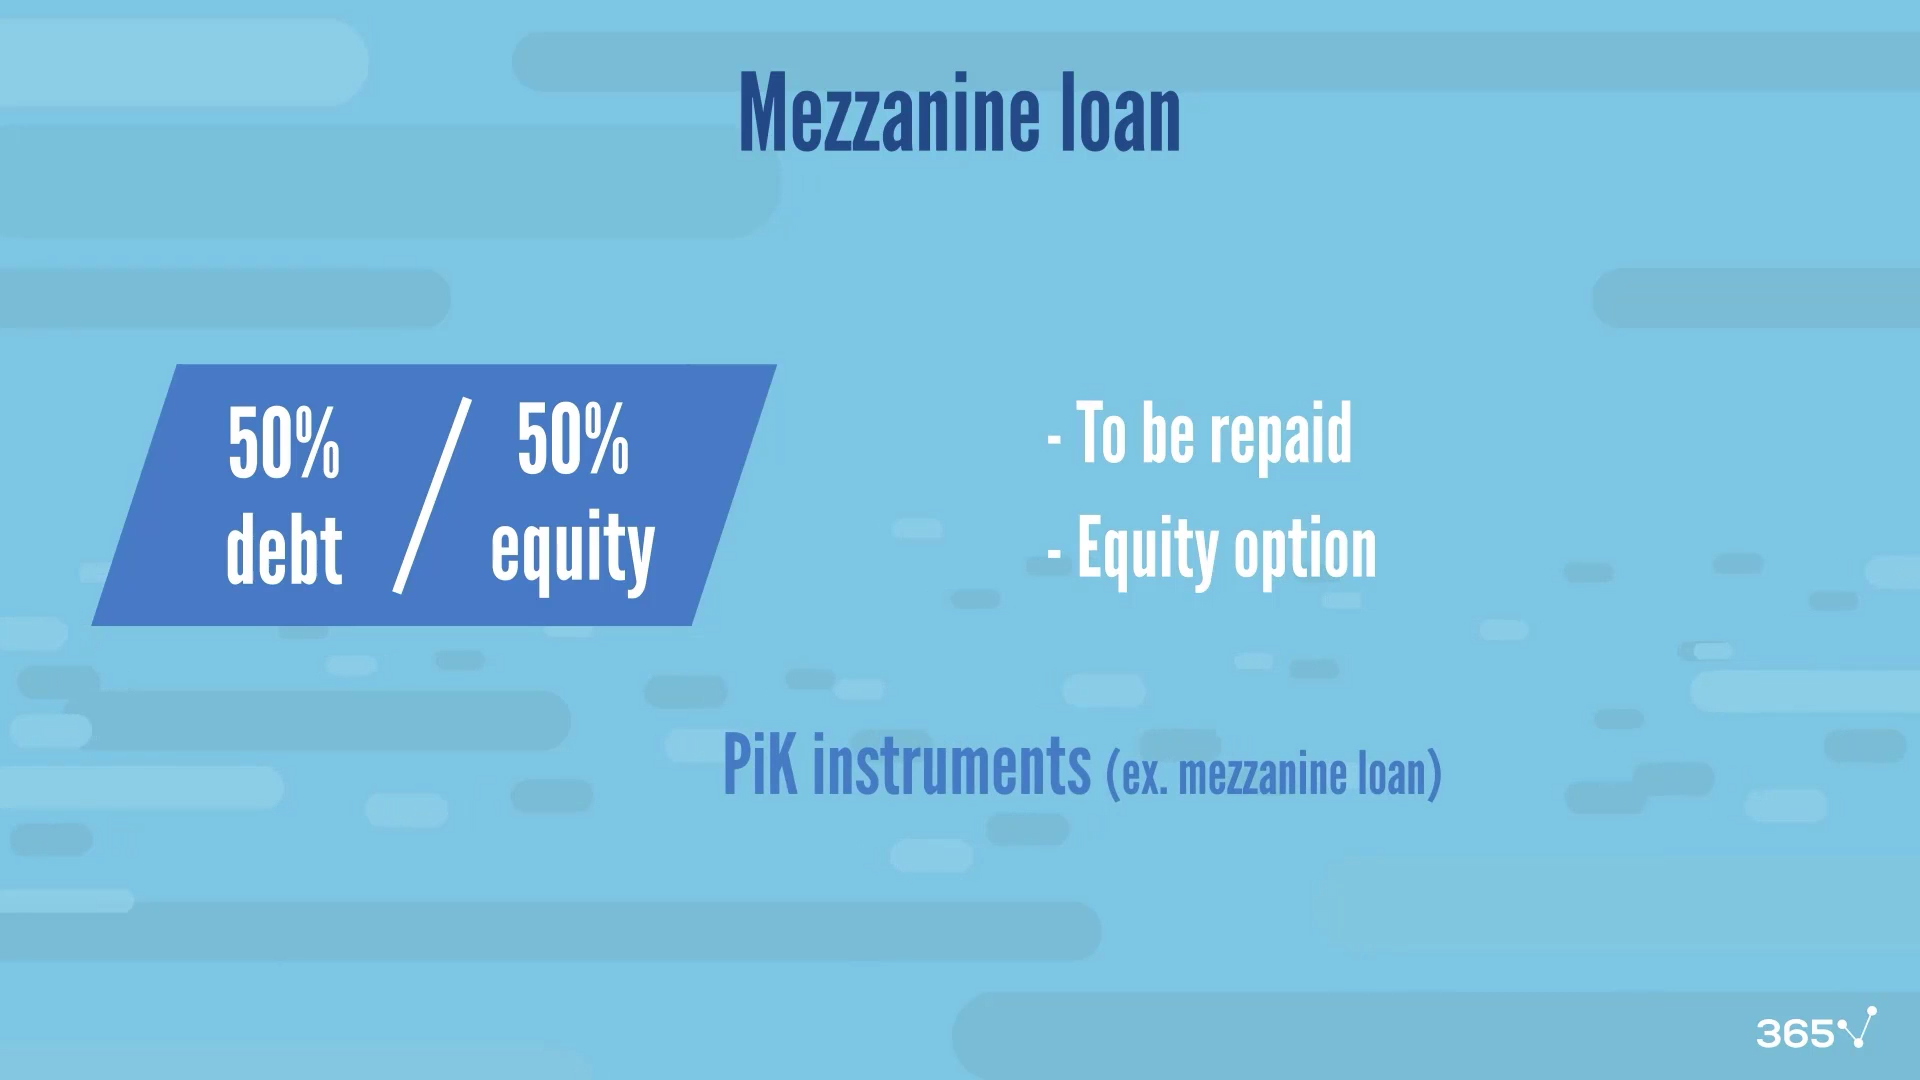 Mezzanine loan
50% / 50%
debt equity
- To be repaid
- Equity option
PiK instruments (ex. mezzanine loan)
365